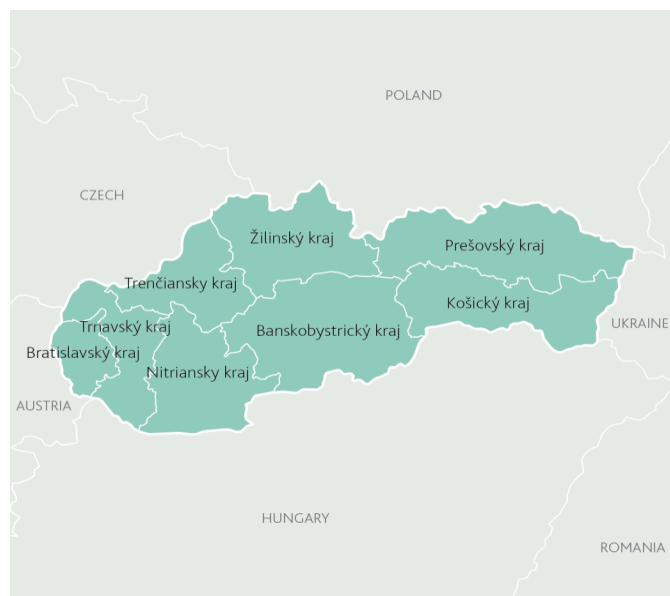 POLAND
CZECH
Žilinský kraj
Prešovský kraj
Trenčiansky kraj
Košický kraj
UKRAINE
Trnavský kraj
Banskobystrický kraj
Bratislavský kraj
Nitriansky kraj
AUSTRIA
HUNGARY
ROMANIA